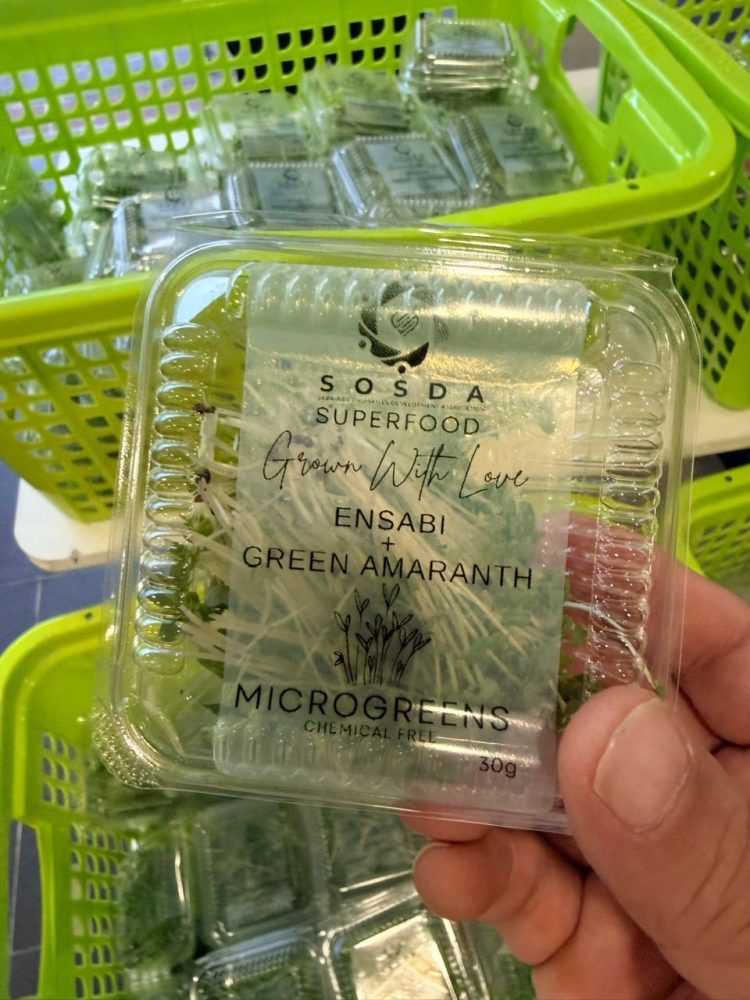 SOSDA
SUPERFOOD
Grown With Love
ENSABI
+
GREEN AMARANTH
MICROGREENS
CHEMICAL FREE
30g